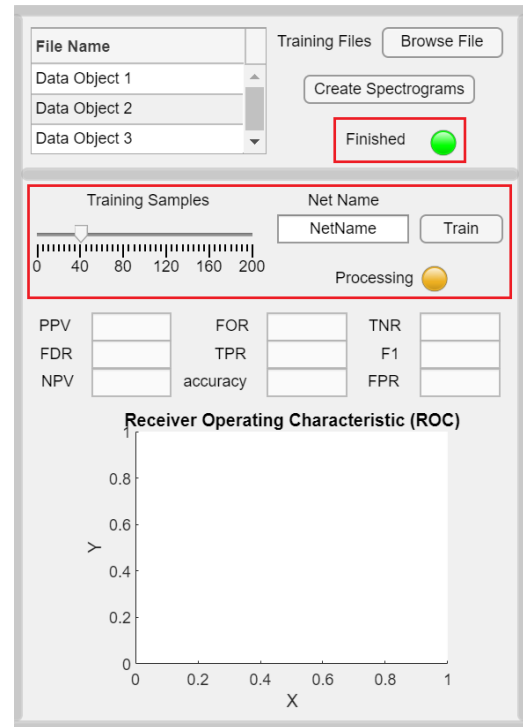 File Name
Training Files Browse File
Data Object 1
Create Spectrograms
Data Object 2
Data Object 3
Finished
Training Samples
Net Name
NetName Train
0 40 80 120 160 200
Processing
PPV FOR TNR
FDR TPR F1
NPV accuracy FPR
Receiver Operating Characteristic (ROC)
1
0.8
0.6
Y
0.4
0.2
0
0 0.2 0.4 0.6 0.8 1
X